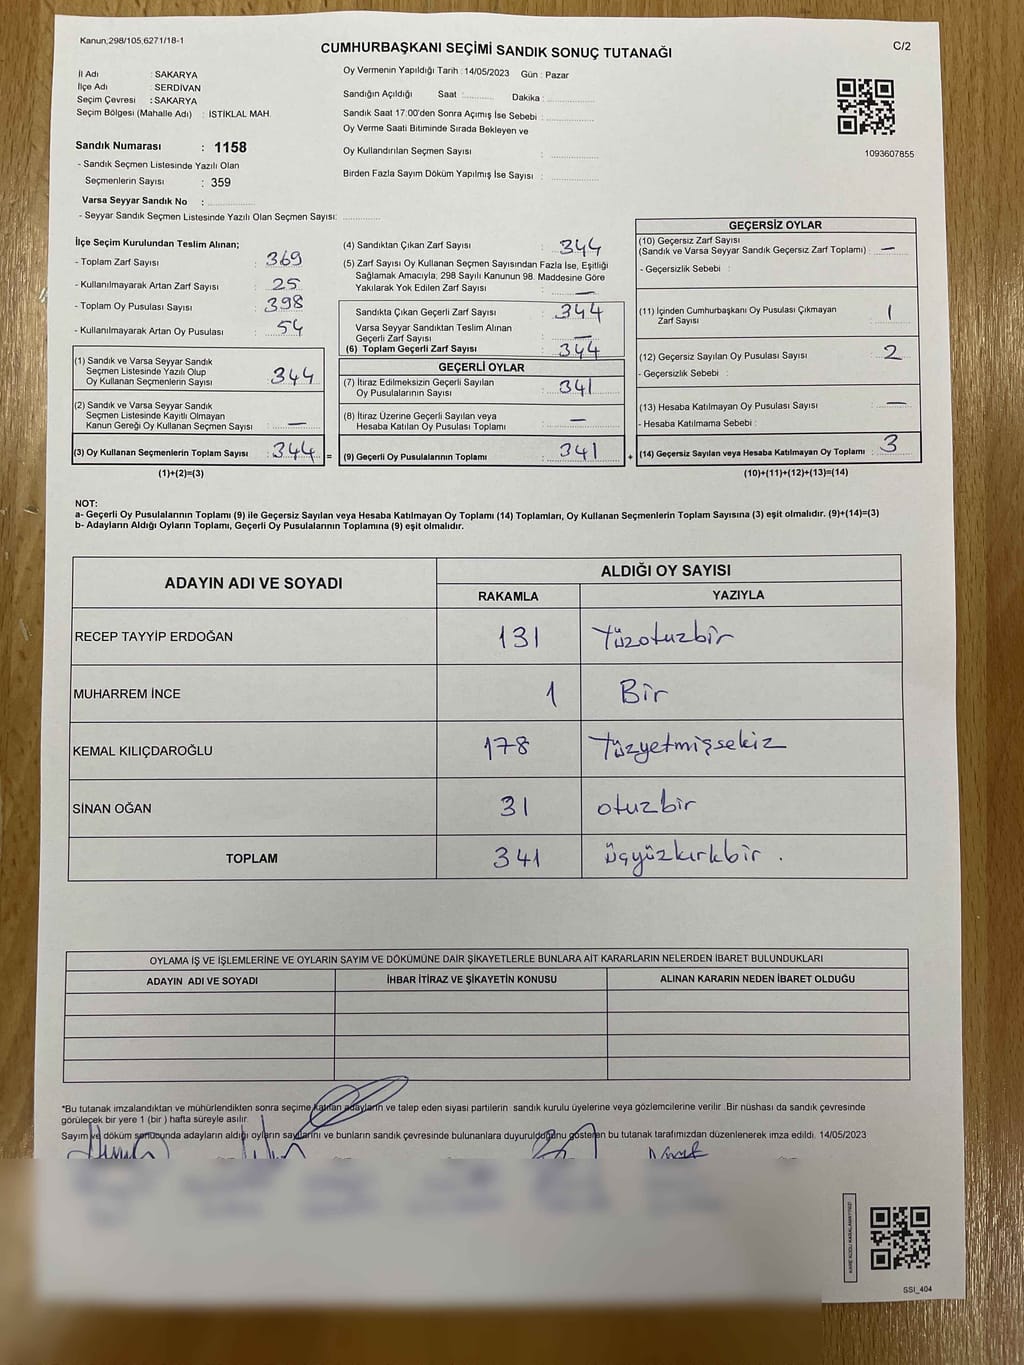 Kanun,298/105,6271/18-1
CUMHURBAŞKANI SEÇİMİ SANDIK SONUÇ TUTANAĞI
C/2
İl Adı : SAKARYA
İlçe Adı : SERDİVAN
Seçim Çevresi : SAKARYA
Seçim Bölgesi (Mahalle Adı) : İSTİKLAL MAH.
Sandık Numarası : 1158
- Sandık Seçmen Listesinde Yazılı Olan
Seçmenlerin Sayısı : 359
Varsa Seyyar Sandık No :
- Seyyar Sandık Seçmen Listesinde Yazılı Olan Seçmen Sayısı:
Oy Vermenin Yapıldığı Tarih : 14/05/2023 Gün : Pazar
Sandığın Açıldığı Saat : Dakika :
Sandık Saat 17:00'den Sonra Açımış İse Sebebi :
Oy Verme Saati Bitiminde Sırada Bekleyen ve
Oy Kullandırılan Seçmen Sayısı :
Birden Fazla Sayım Döküm Yapılmış İse Sayısı :
1093607855
İlçe Seçim Kurulundan Teslim Alınan;
- Toplam Zarf Sayısı : 369
- Kullanılmayarak Artan Zarf Sayısı : 25
- Toplam Oy Pusulası Sayısı : 398
- Kullanılmayarak Artan Oy Pusulası : 54
(1) Sandık ve Varsa Seyyar Sandık
Seçmen Listesinde Yazılı Olup
Oy Kullanan Seçmenlerin Sayısı : 344
(2) Sandık ve Varsa Seyyar Sandık
Seçmen Listesinde Kayıtlı Olmayan
Kanun Gereği Oy Kullanan Seçmen Sayısı : —
(3) Oy Kullanan Seçmenlerin Toplam Sayısı : 344 =
(1)+(2)=(3)
(4) Sandıktan Çıkan Zarf Sayısı : 344
(5) Zarf Sayısı Oy Kullanan Seçmen Sayısından Fazla İse, Eşitliği
Sağlamak Amacıyla, 298 Sayılı Kanunun 98. Maddesine Göre
Yakılarak Yok Edilen Zarf Sayısı : —
Sandıkta Çıkan Geçerli Zarf Sayısı : 344
Varsa Seyyar Sandıktan Teslim Alınan
Geçerli Zarf Sayısı : —
(6) Toplam Geçerli Zarf Sayısı : 344
GEÇERLİ OYLAR
(7) İtiraz Edilmeksizin Geçerli Sayılan
Oy Pusulalarının Sayısı : 341
(8) İtiraz Üzerine Geçerli Sayılan veya
Hesaba Katılan Oy Pusulası Toplamı : —
(9) Geçerli Oy Pusulalarının Toplamı : 341 +
GEÇERSİZ OYLAR
(10) Geçersiz Zarf Sayısı
(Sandık ve Varsa Seyyar Sandık Geçersiz Zarf Toplamı) : —
- Geçersizlik Sebebi :
(11) İçinden Cumhurbaşkanı Oy Pusulası Çıkmayan
Zarf Sayısı : 1
(12) Geçersiz Sayılan Oy Pusulası Sayısı : 2
- Geçersizlik Sebebi :
(13) Hesaba Katılmayan Oy Pusulası Sayısı : —
- Hesaba Katılmama Sebebi :
(14) Geçersiz Sayılan veya Hesaba Katılmayan Oy Toplamı : 3
(10)+(11)+(12)+(13)=(14)
NOT:
a- Geçerli Oy Pusulalarının Toplamı (9) ile Geçersiz Sayılan veya Hesaba Katılmayan Oy Toplamı (14) Toplamları, Oy Kullanan Seçmenlerin Toplam Sayısına (3) eşit olmalıdır. (9)+(14)=(3)
b- Adayların Aldığı Oyların Toplamı, Geçerli Oy Pusulalarının Toplamına (9) eşit olmalıdır.
ADAYIN ADI VE SOYADI
ALDIĞI OY SAYISI
RAKAMLA YAZIYLA
RECEP TAYYİP ERDOĞAN 131 Yüzotuzbir
MUHARREM İNCE 1 Bir
KEMAL KILIÇDAROĞLU 178 Yüzyetmişsekiz
SİNAN OĞAN 31 otuzbir
TOPLAM 341 üçyüzkırkbir .
OYLAMA İŞ VE İŞLEMLERİNE VE OYLARIN SAYIM VE DÖKÜMÜNE DAİR ŞİKAYETLERLE BUNLARA AİT KARARLARIN NELERDEN İBARET BULUNDUKLARI
ADAYIN ADI VE SOYADI İHBAR İTİRAZ VE ŞİKAYETİN KONUSU ALINAN KARARIN NEDEN İBARET OLDUĞU
*Bu tutanak imzalandıktan ve mühürlendikten sonra seçime katılan adayların ve talep eden siyasi partilerin sandık kurulu üyelerine veya gözlemcilerine verilir .Bir nüshası da sandık çevresinde
görülecek bir yere 1 (bir ) hafta süreyle asılır.
Sayım ve döküm sonucunda adayların aldığı oyların sayılarını ve bunların sandık çevresinde bulunanlara duyurulduğunu gösteren bu tutanak tarafımızdan düzenlenerek imza edildi. 14/05/2023
KARE KODU KARALAMAYINIZ!
SSİ_404